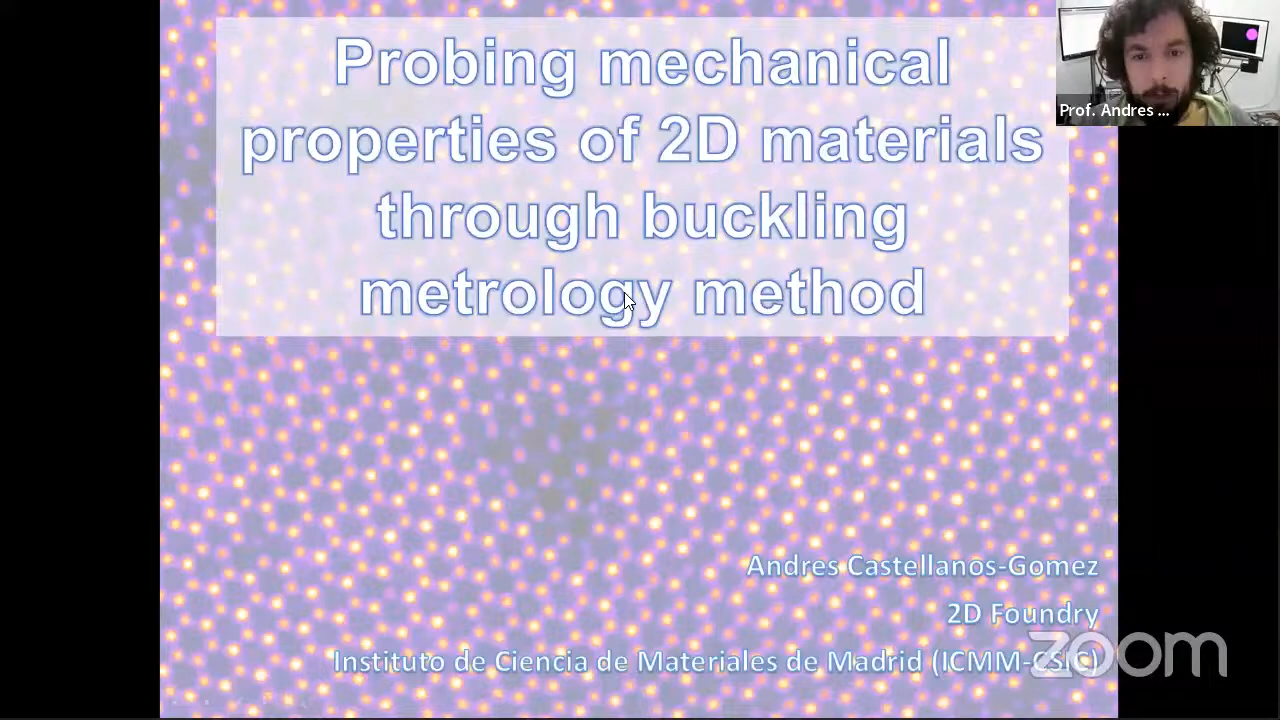 Probing mechanical
properties of 2D materials
through buckling
metrology method
Prof. Andres ...
Andres Castellanos-Gomez
2D Foundry
Instituto de Ciencia de Materiales de Madrid (ICMM-CSIC)
zoom